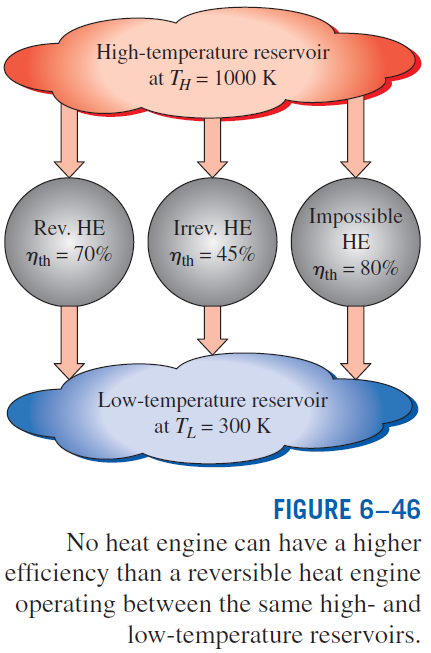 High-temperature reservoir
at T_H = 1000 K
Rev. HE
η_th = 70%
Irrev. HE
η_th = 45%
Impossible
HE
η_th = 80%
Low-temperature reservoir
at T_L = 300 K
FIGURE 6–46
No heat engine can have a higher
efficiency than a reversible heat engine
operating between the same high- and
low-temperature reservoirs.